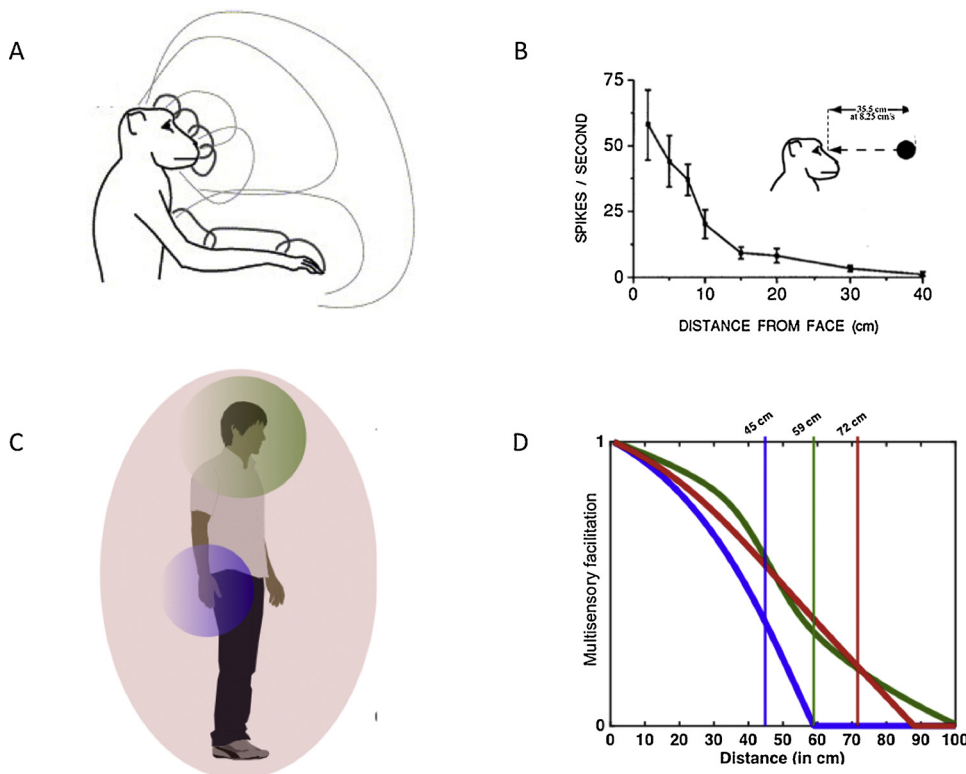 A
B
75
50
25
0
SPIKES / SECOND
35.5 cm
at 8.25 cm/s
0
10
20
30
40
DISTANCE FROM FACE (cm)
C
D
45 cm
59 cm
72 cm
1
0
Multisensory facilitation
0 10 20 30 40 50 60 70 80 90 100
Distance (in cm)